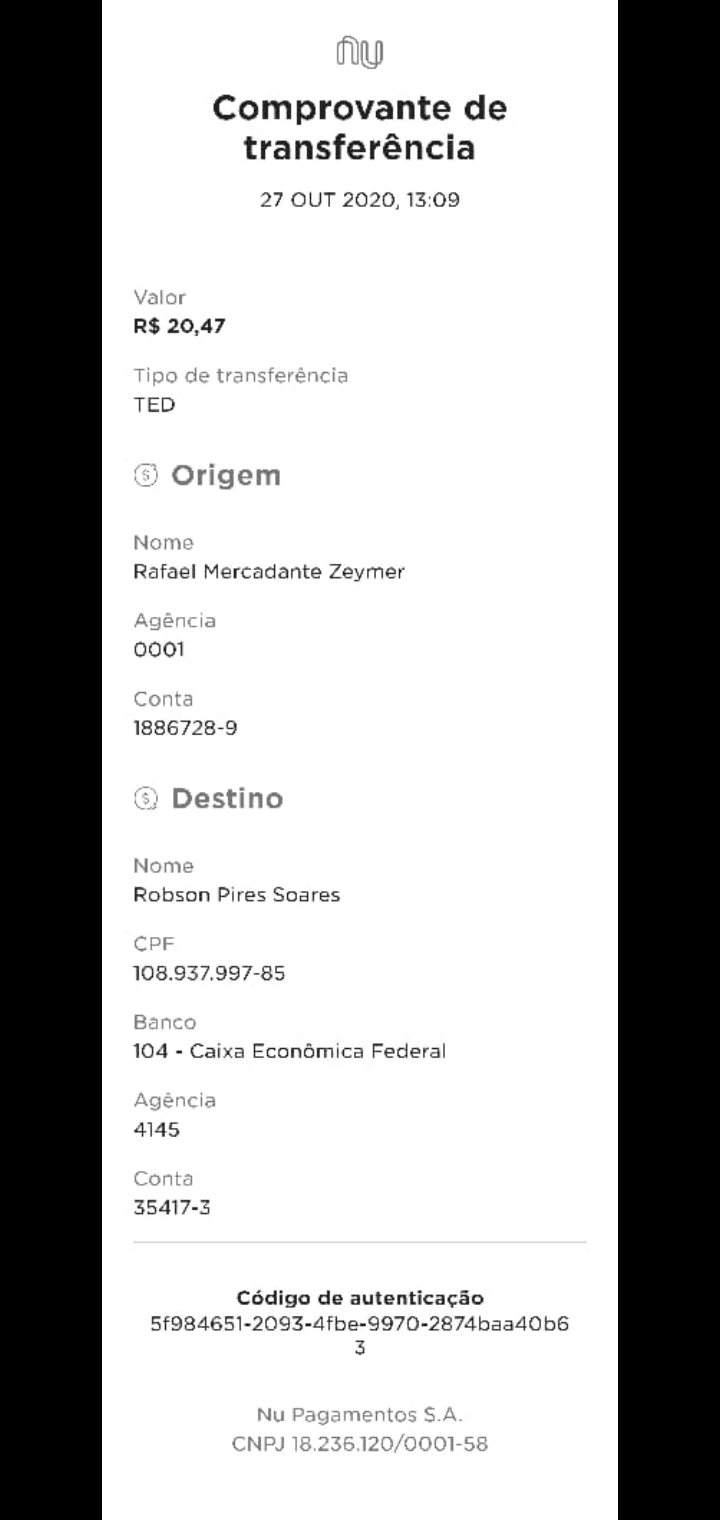 nu
Comprovante de
transferência
27 OUT 2020, 13:09
Valor
R$ 20,47
Tipo de transferência
TED
Origem
Nome
Rafael Mercadante Zeymer
Agência
0001
Conta
1886728-9
Destino
Nome
Robson Pires Soares
CPF
108.937.997-85
Banco
104 - Caixa Econômica Federal
Agência
4145
Conta
35417-3
Código de autenticação
5f984651-2093-4fbe-9970-2874baa40b6
3
Nu Pagamentos S.A.
CNPJ 18.236.120/0001-58